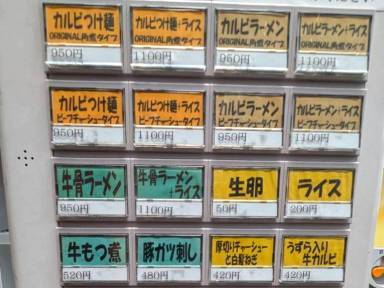 カルビつけ麺
ORIGINAL角煮タイプ
950円
カルビつけ麺+ライス
ORIGINAL角煮タイプ
1100円
カルビラーメン
ORIGINAL角煮タイプ
950円
カルビラーメン+ライス
ORIGINAL角煮タイプ
1100円
カルビつけ麺
ビーフチャーシュータイプ
950円
カルビつけ麺+ライス
ビーフチャーシュータイプ
1100円
カルビラーメン
ビーフチャーシュータイプ
950円
カルビラーメン+ライス
ビーフチャーシュータイプ
1100円
牛骨ラーメン
950円
牛骨ラーメン
+ライス
1100円
生卵
50円
ライス
200円
牛もつ煮
520円
豚ガツ刺し
480円
厚切りチャーシュー
と白髪ねぎ
420円
うずら入り
牛カルビ
420円